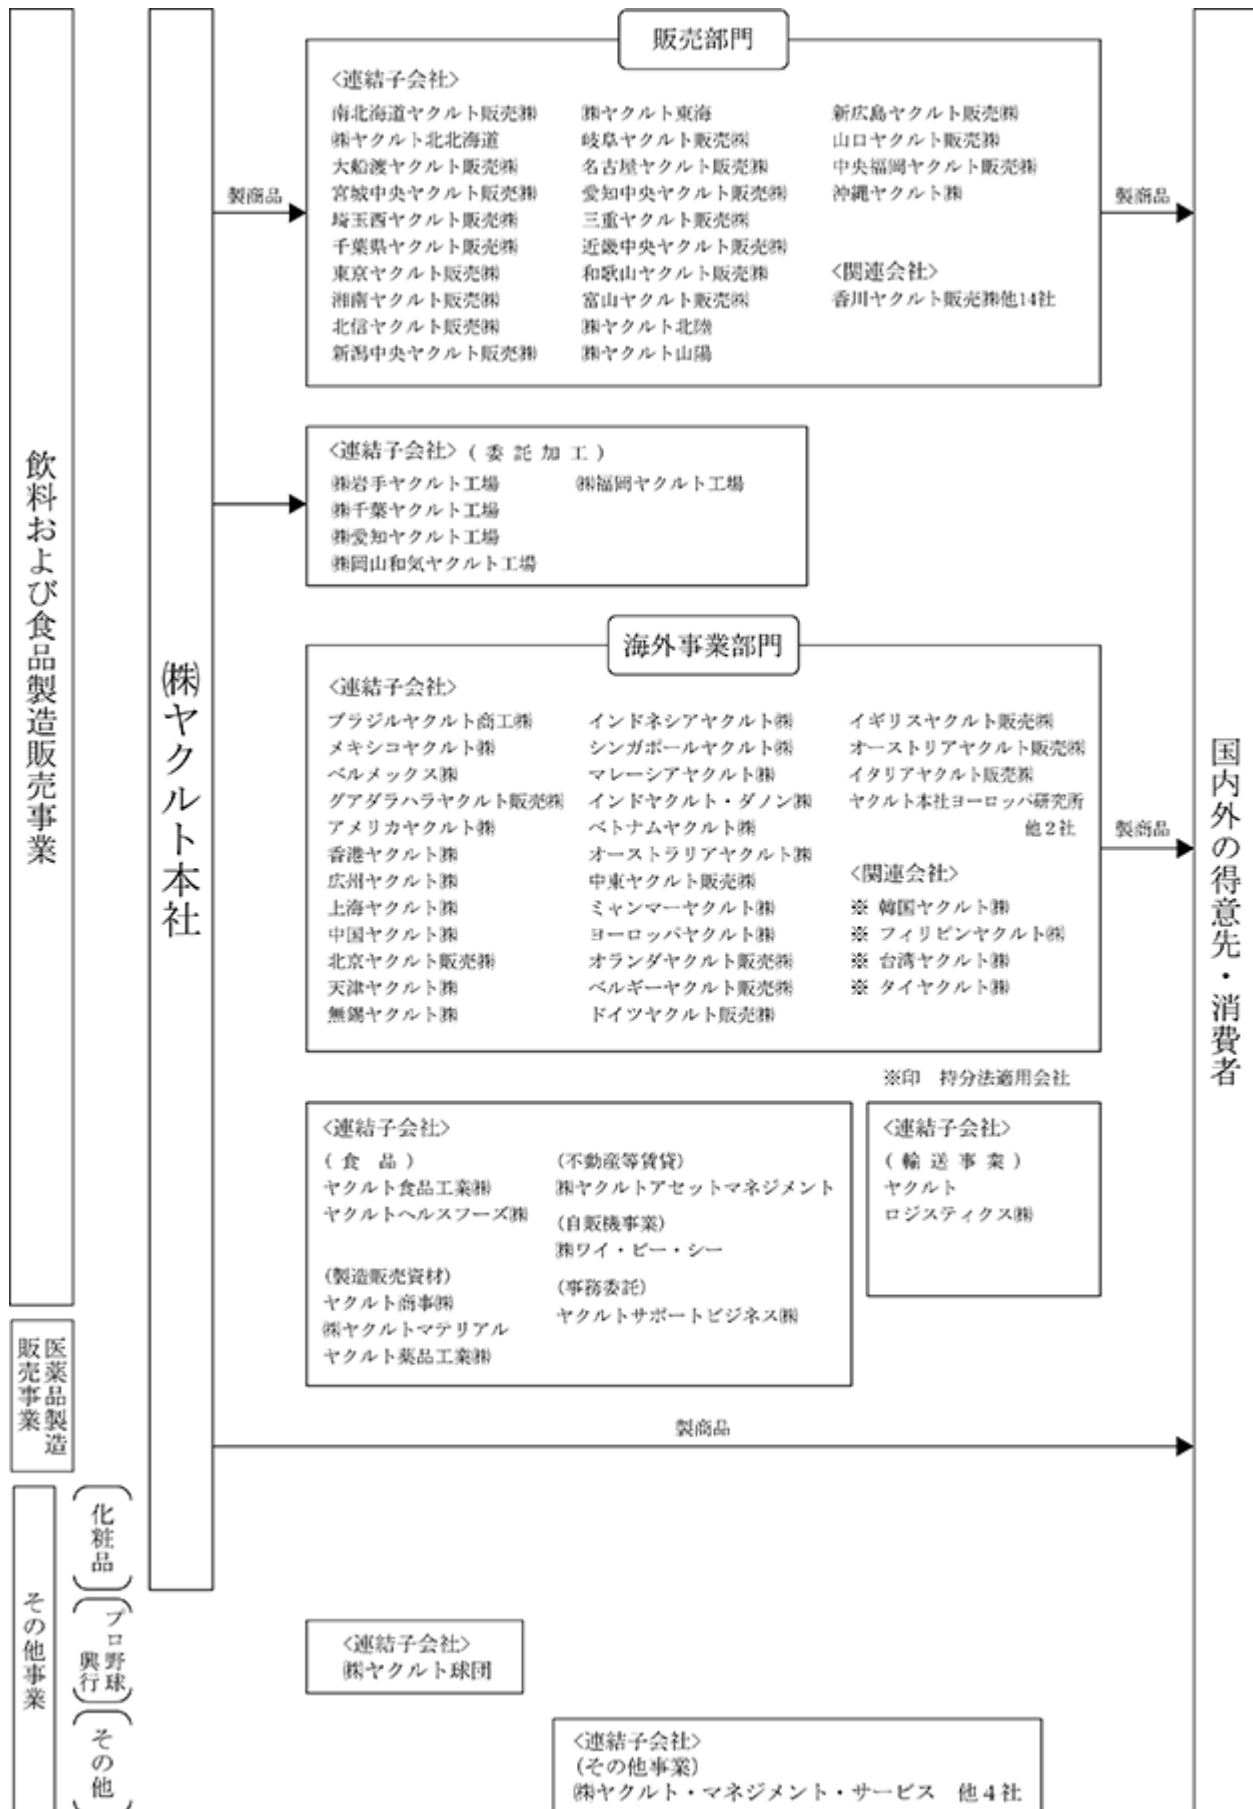 飲料および食品製造販売事業
医薬品製造
販売事業
その他事業
化粧品
プロ野球
興行
その他
㈱ヤクルト本社
製商品
販売部門
〈連結子会社〉
南北海道ヤクルト販売㈱
㈱ヤクルト北北海道
大船渡ヤクルト販売㈱
宮城中央ヤクルト販売㈱
埼玉西ヤクルト販売㈱
千葉県ヤクルト販売㈱
東京ヤクルト販売㈱
湘南ヤクルト販売㈱
北信ヤクルト販売㈱
新潟中央ヤクルト販売㈱
㈱ヤクルト東海
岐阜ヤクルト販売㈱
名古屋ヤクルト販売㈱
愛知中央ヤクルト販売㈱
三重ヤクルト販売㈱
近畿中央ヤクルト販売㈱
和歌山ヤクルト販売㈱
富山ヤクルト販売㈱
㈱ヤクルト北陸
㈱ヤクルト山陽
新広島ヤクルト販売㈱
山口ヤクルト販売㈱
中央福岡ヤクルト販売㈱
沖縄ヤクルト㈱
〈関連会社〉
香川ヤクルト販売㈱他14社
製商品
〈連結子会社〉(委託加工)
㈱岩手ヤクルト工場
㈱千葉ヤクルト工場
㈱愛知ヤクルト工場
㈱岡山和気ヤクルト工場
㈱福岡ヤクルト工場
海外事業部門
〈連結子会社〉
ブラジルヤクルト商工㈱
メキシコヤクルト㈱
ベルメックス㈱
グアダラハラヤクルト販売㈱
アメリカヤクルト㈱
香港ヤクルト㈱
広州ヤクルト㈱
上海ヤクルト㈱
中国ヤクルト㈱
北京ヤクルト販売㈱
天津ヤクルト㈱
無錫ヤクルト㈱
インドネシアヤクルト㈱
シンガポールヤクルト㈱
マレーシアヤクルト㈱
インドヤクルト・ダノン㈱
ベトナムヤクルト㈱
オーストラリアヤクルト㈱
中東ヤクルト販売㈱
ミャンマーヤクルト㈱
ヨーロッパヤクルト㈱
オランダヤクルト販売㈱
ベルギーヤクルト販売㈱
ドイツヤクルト販売㈱
イギリスヤクルト販売㈱
オーストリアヤクルト販売㈱
イタリアヤクルト販売㈱
ヤクルト本社ヨーロッパ研究所
他2社
〈関連会社〉
※ 韓国ヤクルト㈱
※ フィリピンヤクルト㈱
※ 台湾ヤクルト㈱
※ タイヤクルト㈱
製商品
※印 持分法適用会社
〈連結子会社〉
(食 品)
ヤクルト食品工業㈱
ヤクルトヘルスフーズ㈱
(製造販売資材)
ヤクルト商事㈱
㈱ヤクルトマテリアル
ヤクルト薬品工業㈱
(不動産等賃貸)
㈱ヤクルトアセットマネジメント
(自販機事業)
㈱ワイ・ビー・シー
(事務委託)
ヤクルトサポートビジネス㈱
〈連結子会社〉
(輸送事業)
ヤクルト
ロジスティクス㈱
製商品
〈連結子会社〉
㈱ヤクルト球団
〈連結子会社〉
(その他事業)
㈱ヤクルト・マネジメント・サービス 他4社
国内外の得意先・消費者